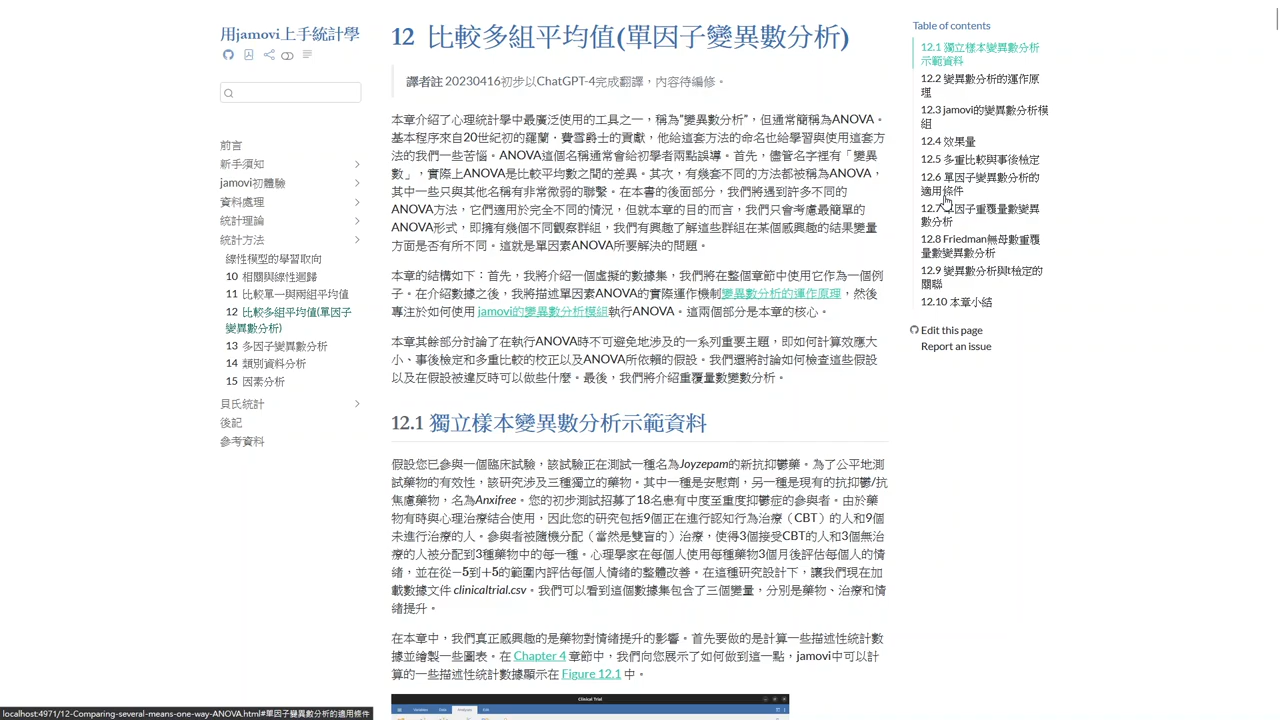 用jamovi上手統計學
前言
新手須知
jamovi初體驗
資料處理
統計理論
統計方法
線性模型的學習取向
10 相關與線性迴歸
11 比較單一與兩組平均值
12 比較多組平均值(單因子
變異數分析)
13 多因子變異數分析
14 類別資料分析
15 因素分析
貝氏統計
後記
參考資料
12 比較多組平均值(單因子變異數分析)
譯者註 20230416初步以ChatGPT-4完成翻譯，內容待編修。
本章介紹了心理統計學中最廣泛使用的工具之一，稱為"變異數分析"，但通常簡稱為ANOVA。
基本程序來自20世紀初的羅蘭·費雪爵士的貢獻，他給這套方法的命名也給學習與使用這套方
法的我們一些苦惱。ANOVA這個名稱通常會給初學者兩點誤導。首先，儘管名字裡有「變異
數」，實際上ANOVA是比較平均數之間的差異。其次，有幾套不同的方法都被稱為ANOVA，
其中一些只與其他名稱有非常微弱的聯繫。在本書的後面部分，我們將遇到許多不同的
ANOVA方法，它們適用於完全不同的情況，但就本章的目的而言，我們只會考慮最簡單的
ANOVA形式，即擁有幾個不同觀察群組，我們有興趣了解這些群組在某個感興趣的結果變量
方面是否有所不同。這就是單因素ANOVA所要解決的問題。
本章的結構如下：首先，我將介紹一個虛擬的數據集，我們將在整個章節中使用它作為一個例
子。在介紹數據之後，我將描述單因素ANOVA的實際運作機制變異數分析的運作原理，然後
專注於如何使用 jamovi的變異數分析模組執行ANOVA。這兩個部分是本章的核心。
本章其餘部分討論了在執行ANOVA時不可避免地涉及的一系列重要主題，即如何計算效應大
小、事後檢定和多重比較的校正以及ANOVA所依賴的假設。我們還將討論如何檢查這些假設
以及在假設被違反時可以做些什麼。最後，我們將介紹重覆量數變數分析。
12.1 獨立樣本變異數分析示範資料
假設您已參與一個臨床試驗，該試驗正在測試一種名為Joyzepam的新抗抑鬱藥。為了公平地測
試藥物的有效性，該研究涉及三種獨立的藥物。其中一種是安慰劑，另一種是現有的抗抑鬱/抗
焦慮藥物，名為Anxifree。您的初步測試招募了18名患有中度至重度抑鬱症的參與者。由於藥
物有時與心理治療結合使用，因此您的研究包括9個正在進行認知行為治療（CBT）的人和9個
未進行治療的人。參與者被隨機分配（當然是雙盲的）治療，使得3個接受CBT的人和3個無治
療的人被分配到3種藥物中的每一種。心理學家在每個人使用每種藥物3個月後評估每個人的情
緒，並在從−5到+5的範圍內評估每個人情緒的整體改善。在這種研究設計下，讓我們現在加
載數據文件 clinicaltrial.csv。我們可以看到這個數據集包含了三個變量，分別是藥物、治療和情
緒提升。
在本章中，我們真正感興趣的是藥物對情緒提升的影響。首先要做的是計算一些描述性統計數
據並繪製一些圖表。在 Chapter 4 章節中，我們向您展示了如何做到這一點，jamovi中可以計
算的一些描述性統計數據顯示在 Figure 12.1 中。
Clinical Trial
Variables Data Analyses Edit
Table of contents
12.1 獨立樣本變異數分析
示範資料
12.2 變異數分析的運作原
理
12.3 jamovi的變異數分析模
組
12.4 效果量
12.5 多重比較與事後檢定
12.6 單因子變異數分析的
適用條件
12.7 單因子重覆量數變異
數分析
12.8 Friedman無母數重覆
量數變異數分析
12.9 變異數分析與t檢定的
關聯
12.10 本章小結
Edit this page
Report an issue
localhost:4971/12-Comparing-several-means-one-way-ANOVA.html#單因子變異數分析的適用條件